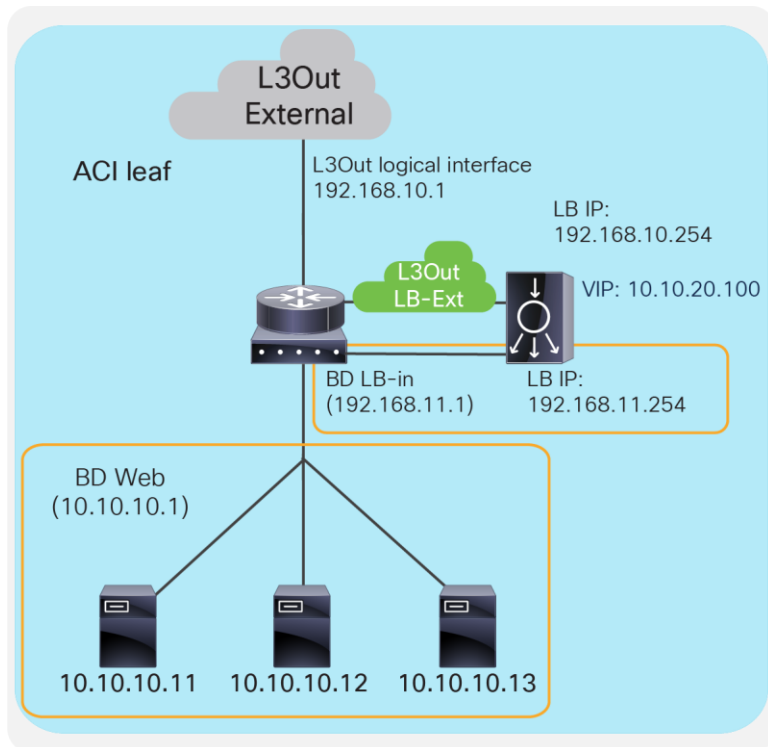 L3Out
External
ACI leaf
L3Out logical interface
192.168.10.1
LB IP:
192.168.10.254
L3Out
LB-Ext
VIP: 10.10.20.100
BD LB-in
(192.168.11.1)
LB IP:
192.168.11.254
BD Web
(10.10.10.1)
10.10.10.11
10.10.10.12
10.10.10.13